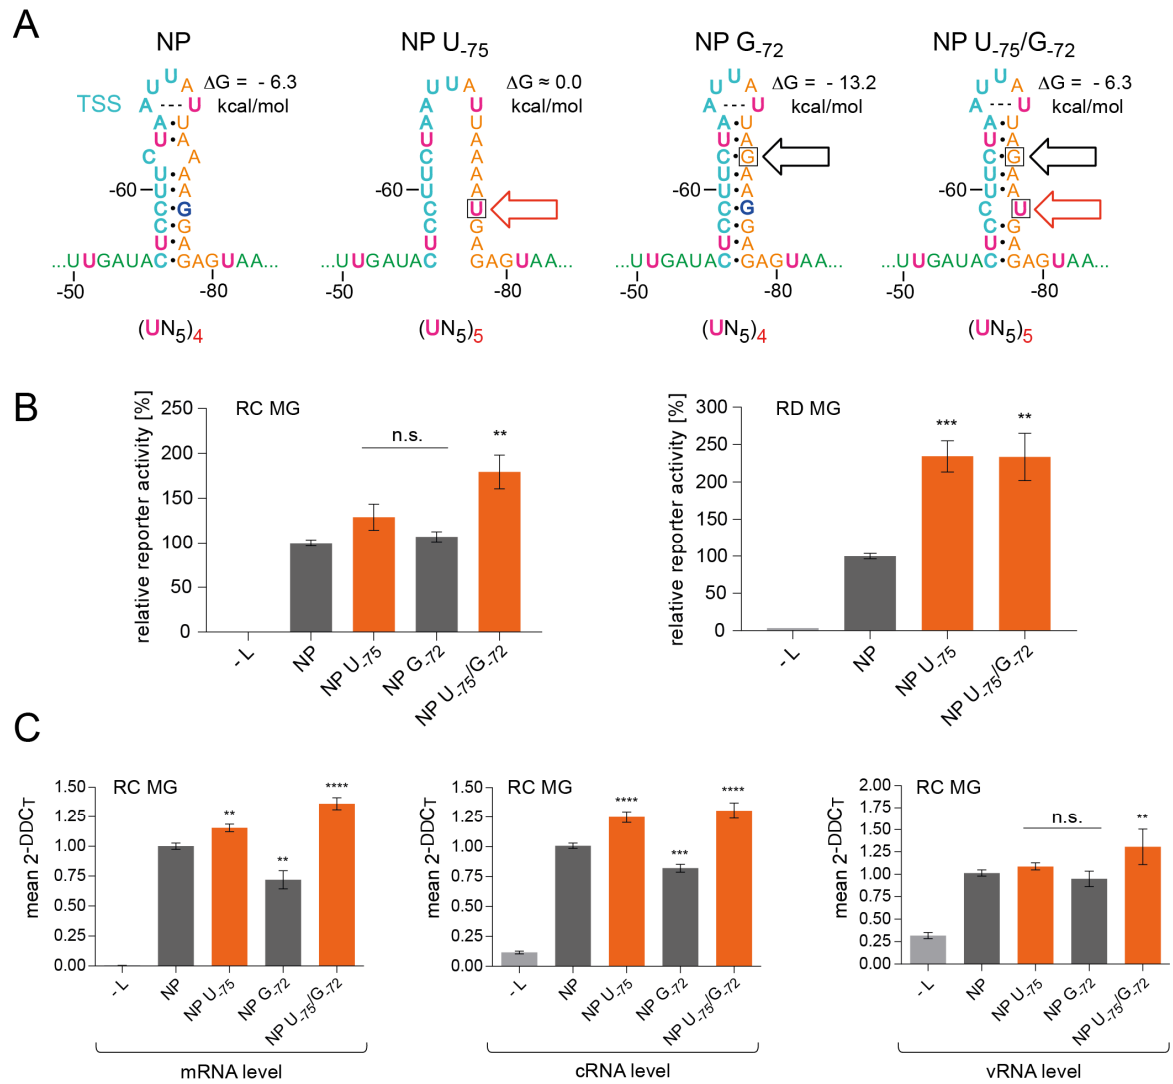 A
NP
NP U-75
NP G-72
NP U-75/G-72
ΔG = - 6.3
kcal/mol
ΔG ≈ 0.0
kcal/mol
ΔG = - 13.2
kcal/mol
ΔG = - 6.3
kcal/mol
TSS
-60
-60
-60
-60
...UUGAUAC
GAGUAA...
...UUGAUAC
GAGUAA...
...UUGAUAC
GAGUAA...
...UUGAUAC
GAGUAA...
-50
-80
-50
-80
-50
-80
-50
-80
(UN5)4
(UN5)5
(UN5)4
(UN5)5
B
relative reporter activity [%]
RC MG
250
200
150
100
50
0
n.s.
**
- L
NP
NP U-75
NP G-72
NP U-75/G-72
relative reporter activity [%]
RD MG
300
250
200
150
100
50
0
***
**
- L
NP
NP U-75
NP U-75/G-72
C
mean 2-DDCT
RC MG
1.50
1.25
1.00
0.75
0.50
0.25
0.00
**
**
****
- L
NP
NP U-75
NP G-72
NP U-75/G-72
mRNA level
mean 2-DDCT
RC MG
1.50
1.25
1.00
0.75
0.50
0.25
0.00
****
***
****
- L
NP
NP U-75
NP G-72
NP U-75/G-72
cRNA level
mean 2-DDCT
RC MG
2.00
1.75
1.50
1.25
1.00
0.75
0.50
0.25
0.00
n.s.
**
- L
NP
NP U-75
NP G-72
NP U-75/G-72
vRNA level